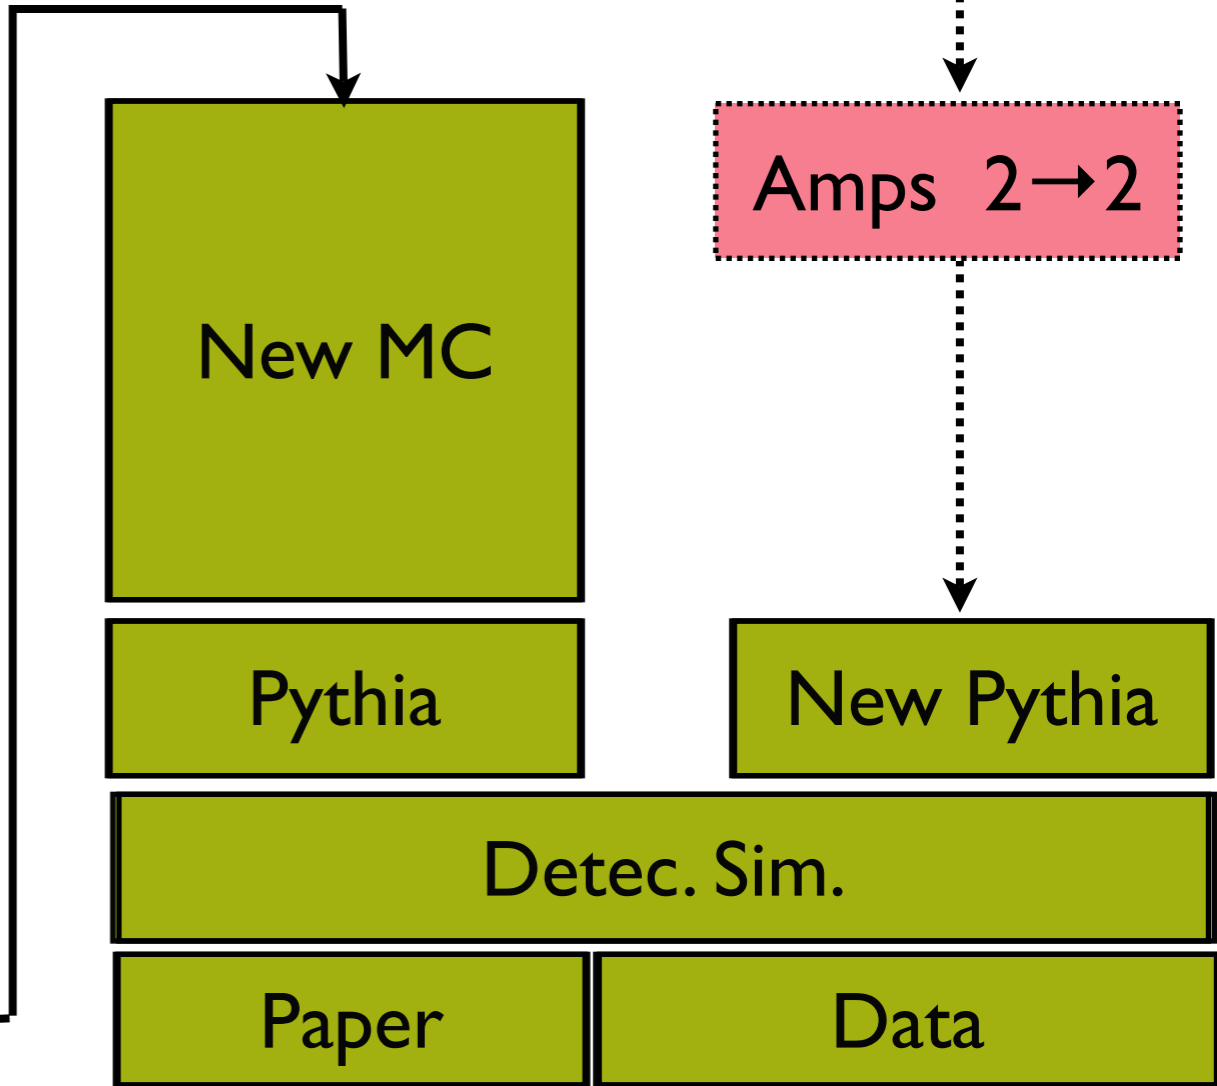 Amps 2→2
New MC
Pythia
New Pythia
Detec. Sim.
Paper
Data